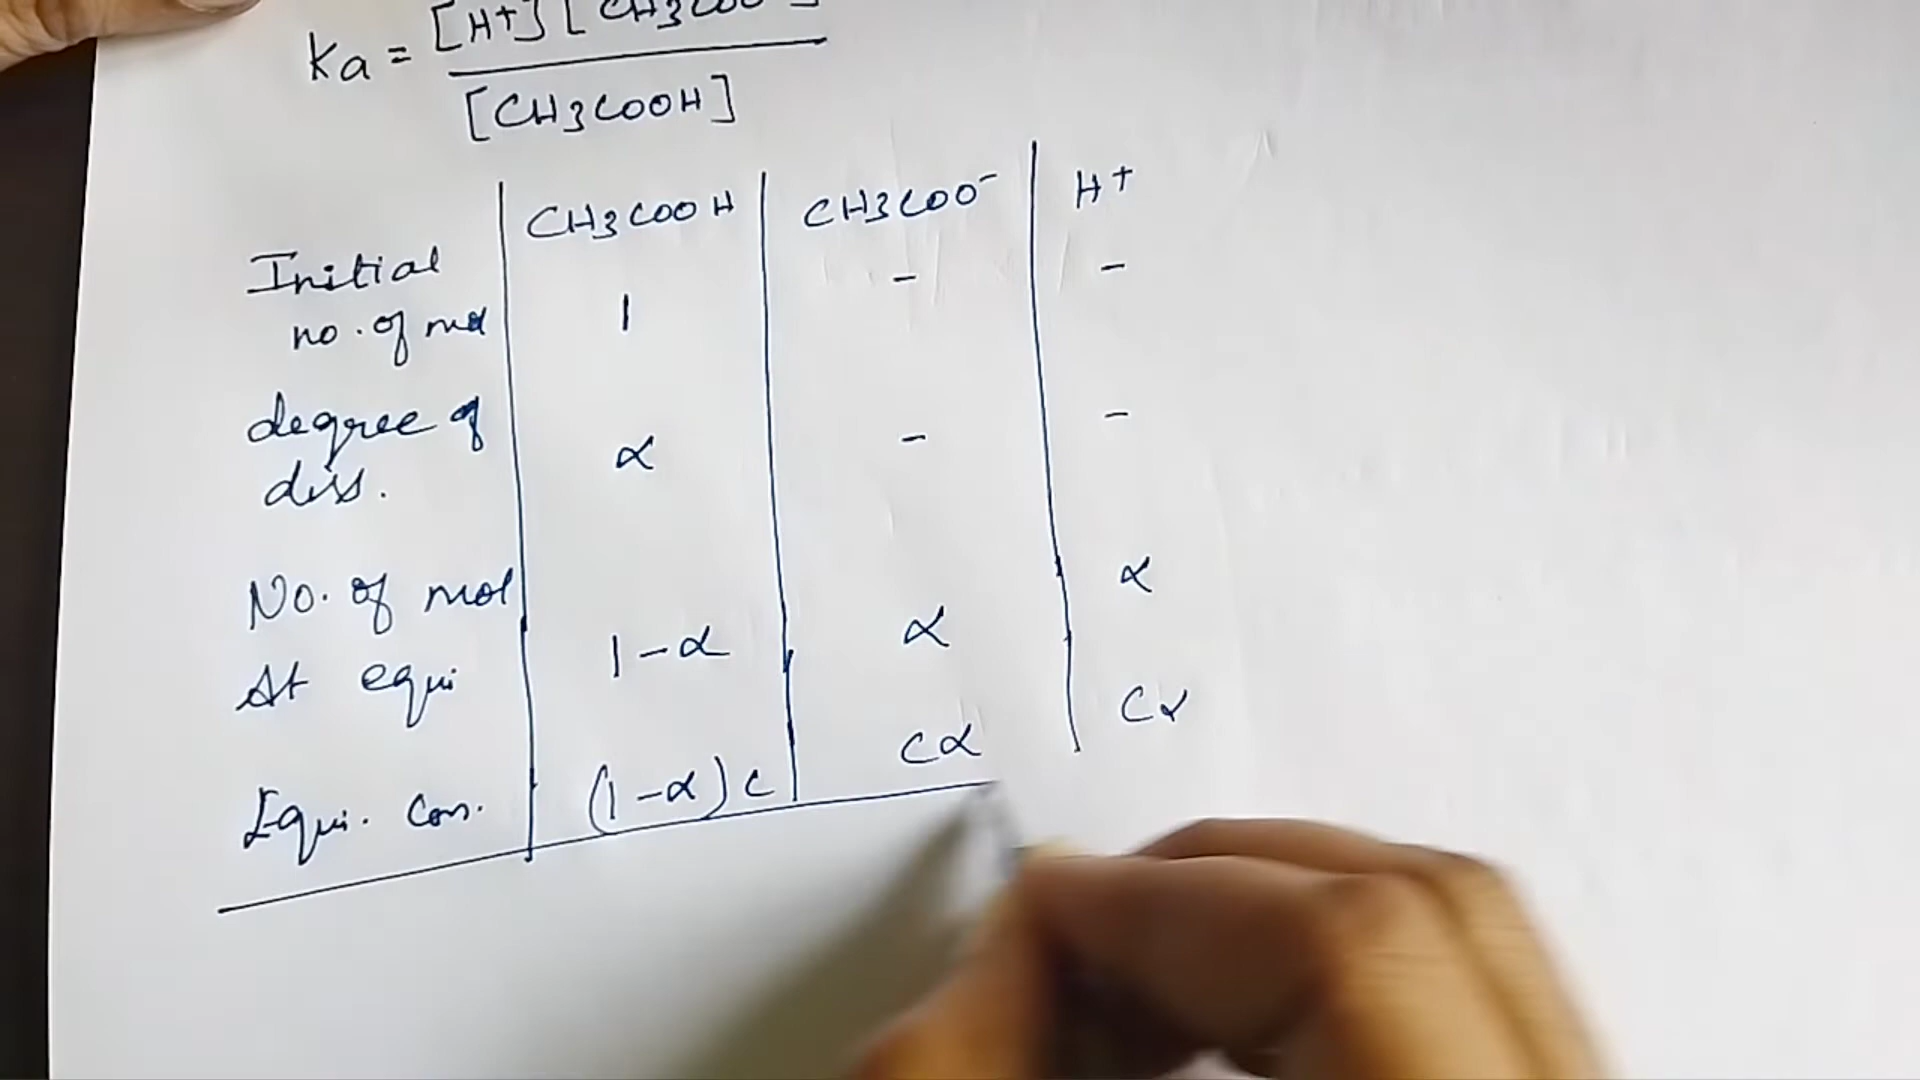 Ka = [H+] [CH3COO-]
[CH3COOH]
CH3COOH CH3COO- H+
Initial - -
no. of mol 1
degree of -
diss. α -
No. of mol α
At equi 1-α α
Cα
Equi. Con. (1-α)C Cα